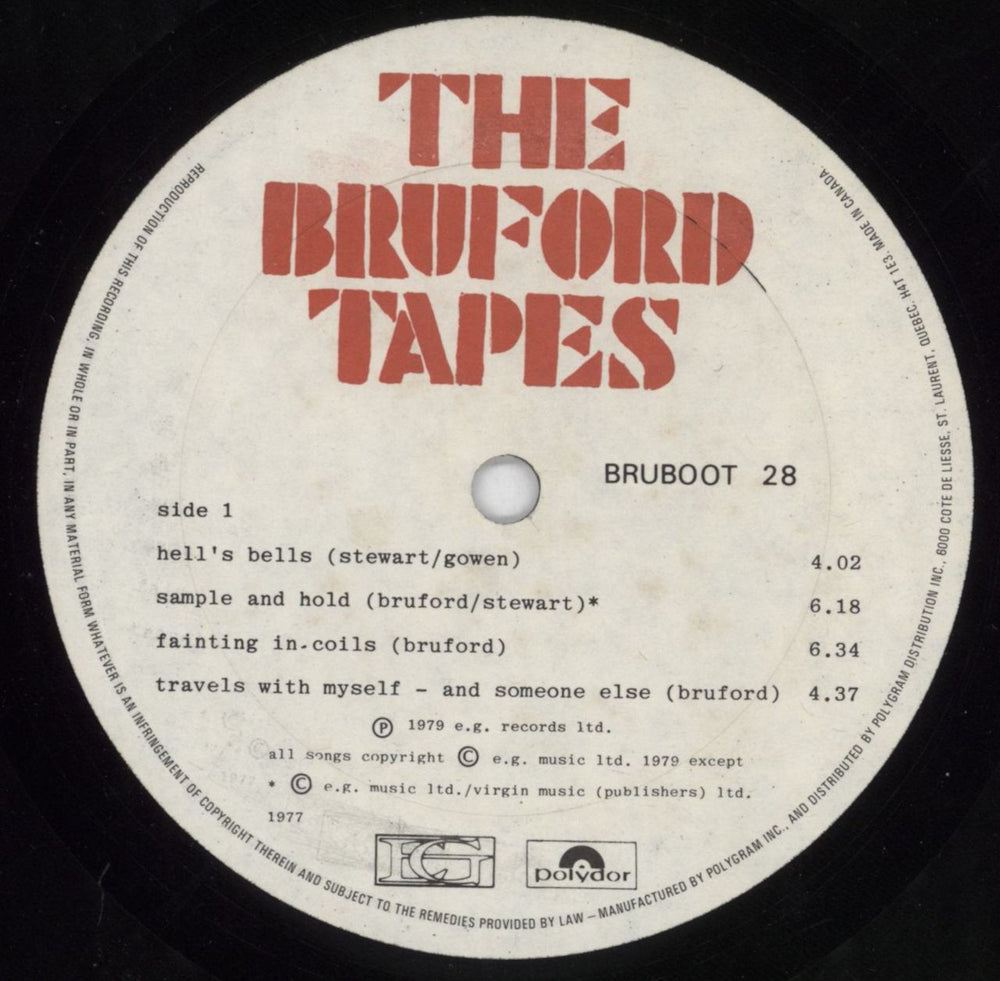 THE
BRUFORD
TAPES
BRUBOOT 28
side 1
hell's bells (stewart/gowen) 4.02
sample and hold (bruford/stewart)* 6.18
fainting in-coils (bruford) 6.34
travels with myself - and someone else (bruford) 4.37
Ⓟ 1979 e.g. records ltd.
all songs copyright © e.g. music ltd. 1979 except
* © e.g. music ltd./virgin music (publishers) ltd.
1977
EG
polydor
REPRODUCTION OF THIS RECORDING, IN WHOLE OR IN PART, IN ANY MATERIAL FORM WHATEVER IS AN INFRINGEMENT OF COPYRIGHT THEREIN AND SUBJECT TO THE REMEDIES PROVIDED BY LAW – MANUFACTURED BY POLYGRAM INC., AND DISTRIBUTED BY POLYGRAM DISTRIBUTION INC., 6000 COTE DE LIESSE, ST. LAURENT, QUEBEC. H4T 1E3. MADE IN CANADA.